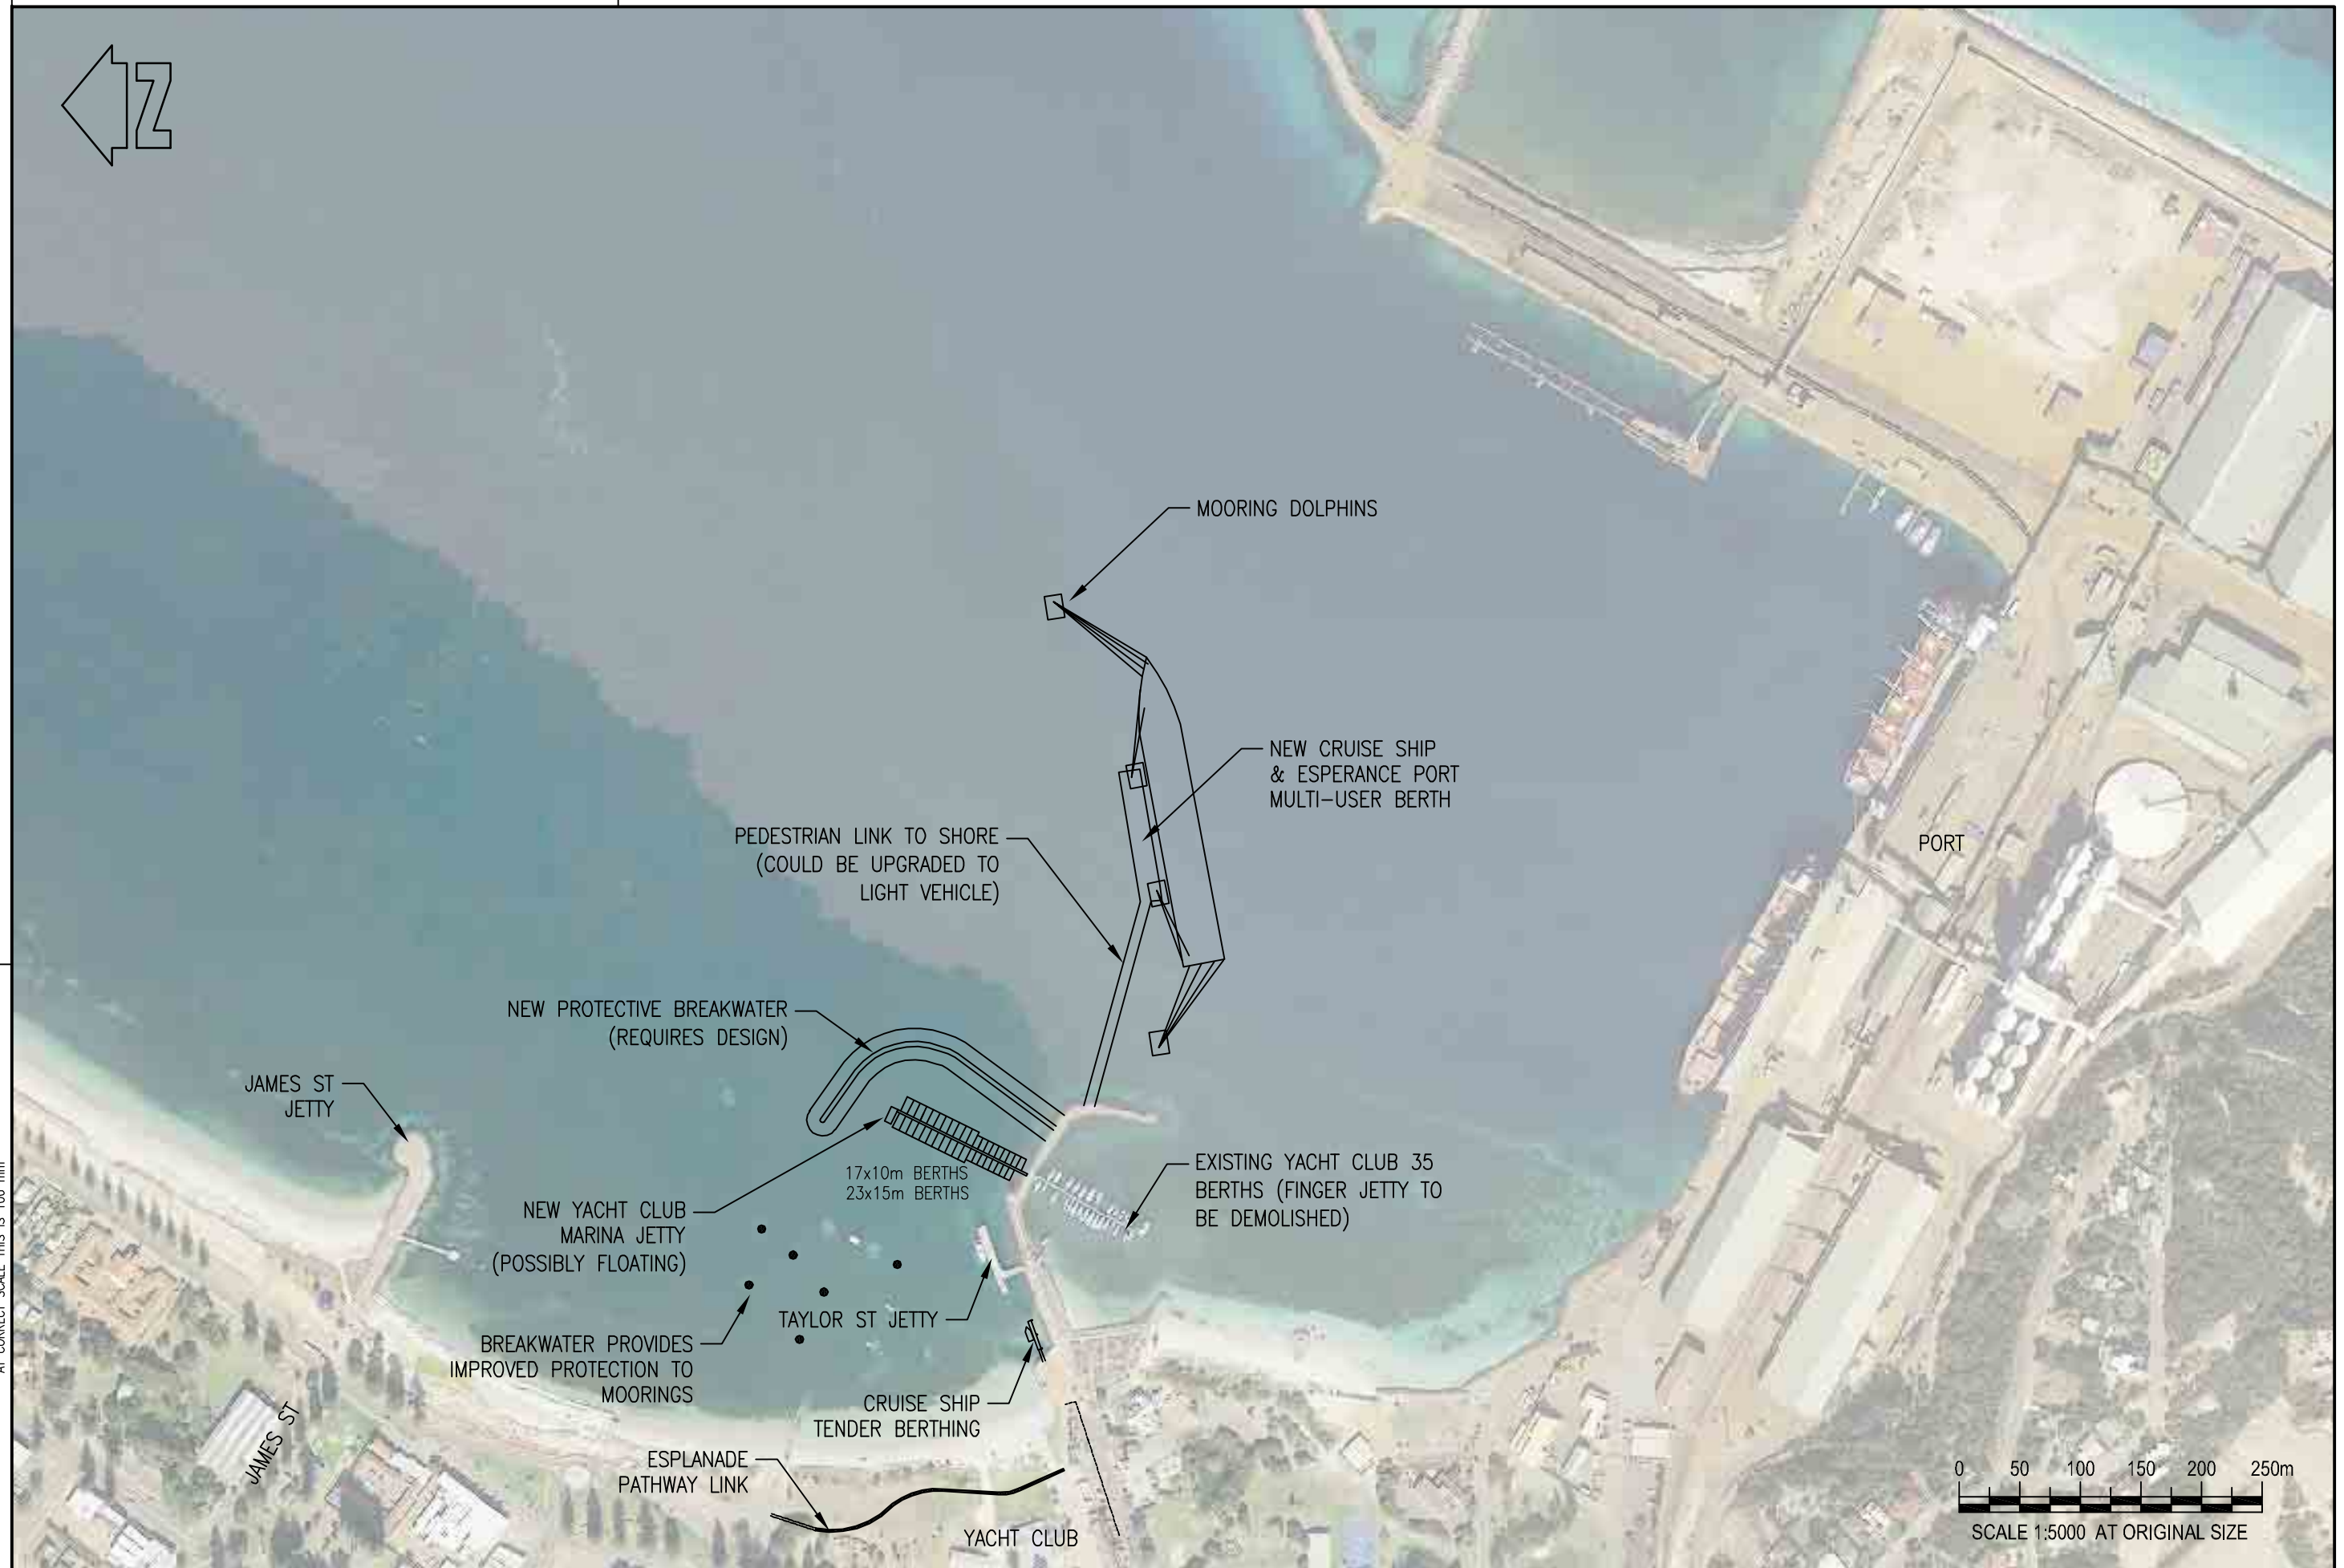 N
MOORING DOLPHINS
NEW CRUISE SHIP
& ESPERANCE PORT
MULTI-USER BERTH
PEDESTRIAN LINK TO SHORE
(COULD BE UPGRADED TO
LIGHT VEHICLE)
PORT
NEW PROTECTIVE BREAKWATER
(REQUIRES DESIGN)
JAMES ST
JETTY
17x10m BERTHS
23x15m BERTHS
EXISTING YACHT CLUB 35
BERTHS (FINGER JETTY TO
BE DEMOLISHED)
NEW YACHT CLUB
MARINA JETTY
(POSSIBLY FLOATING)
TAYLOR ST JETTY
BREAKWATER PROVIDES
IMPROVED PROTECTION TO
MOORINGS
CRUISE SHIP
TENDER BERTHING
JAMES ST
ESPLANADE
PATHWAY LINK
YACHT CLUB
0 50 100 150 200 250m
SCALE 1:5000 AT ORIGINAL SIZE